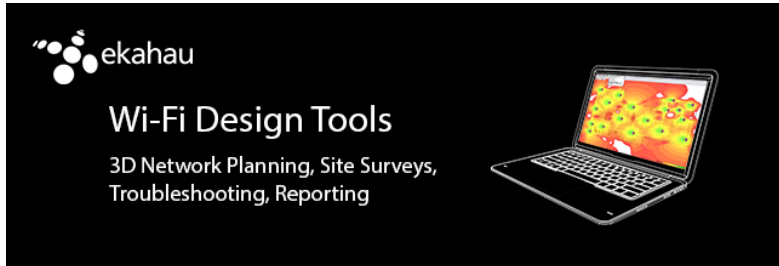 ekahau
Wi-Fi Design Tools
3D Network Planning, Site Surveys,
Troubleshooting, Reporting